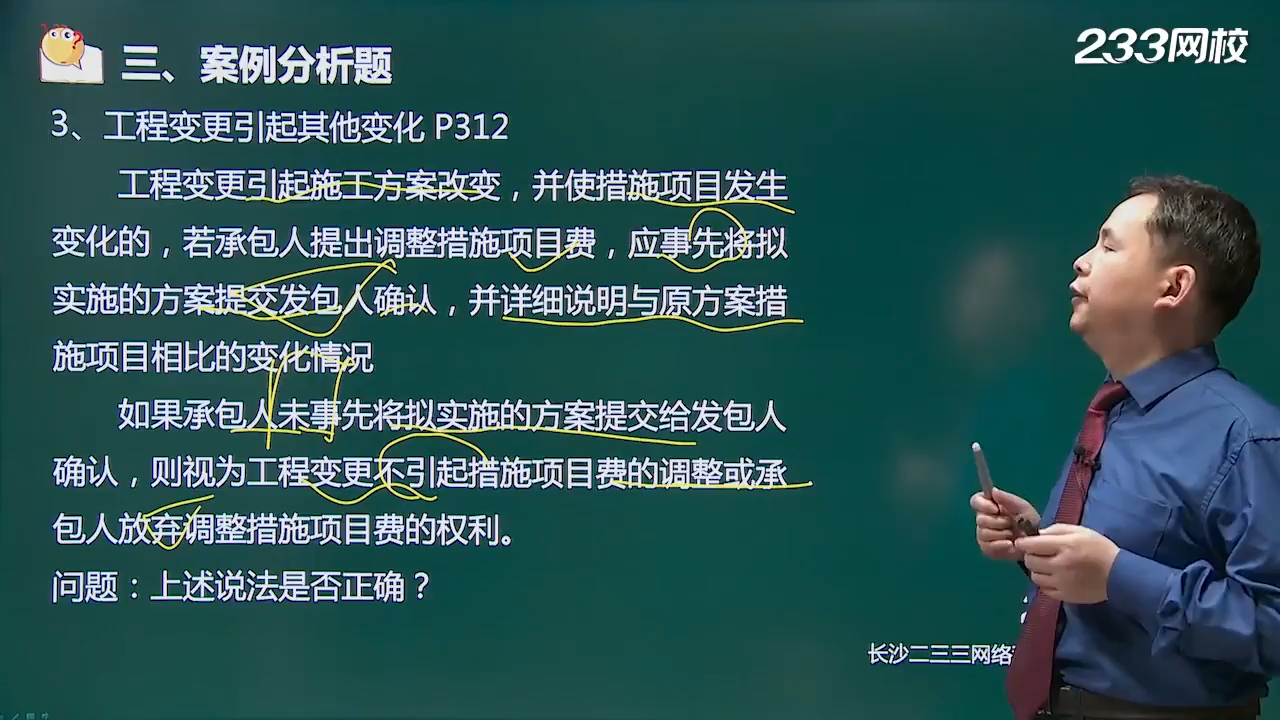 233网校
三、案例分析题
3、工程变更引起其他变化 P312
工程变更引起施工方案改变，并使措施项目发生
变化的，若承包人提出调整措施项目费，应事先将拟
实施的方案提交发包人确认，并详细说明与原方案措
施项目相比的变化情况
如果承包人未事先将拟实施的方案提交给发包人
确认，则视为工程变更不引起措施项目费的调整或承
包人放弃调整措施项目费的权利。
问题：上述说法是否正确？
长沙二三三网络